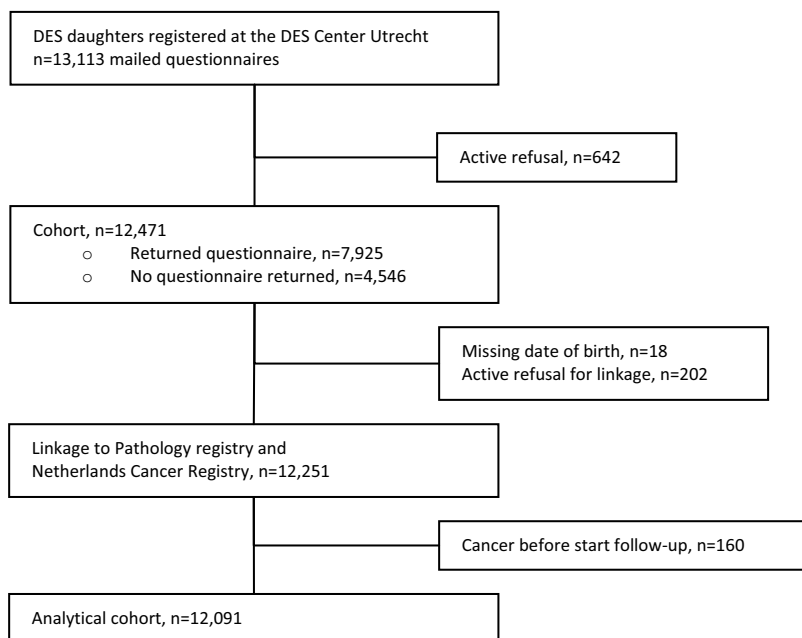 DES daughters registered at the DES Center Utrecht
n=13,113 mailed questionnaires
Active refusal, n=642
Cohort, n=12,471
o Returned questionnaire, n=7,925
o No questionnaire returned, n=4,546
Missing date of birth, n=18
Active refusal for linkage, n=202
Linkage to Pathology registry and
Netherlands Cancer Registry, n=12,251
Cancer before start follow-up, n=160
Analytical cohort, n=12,091